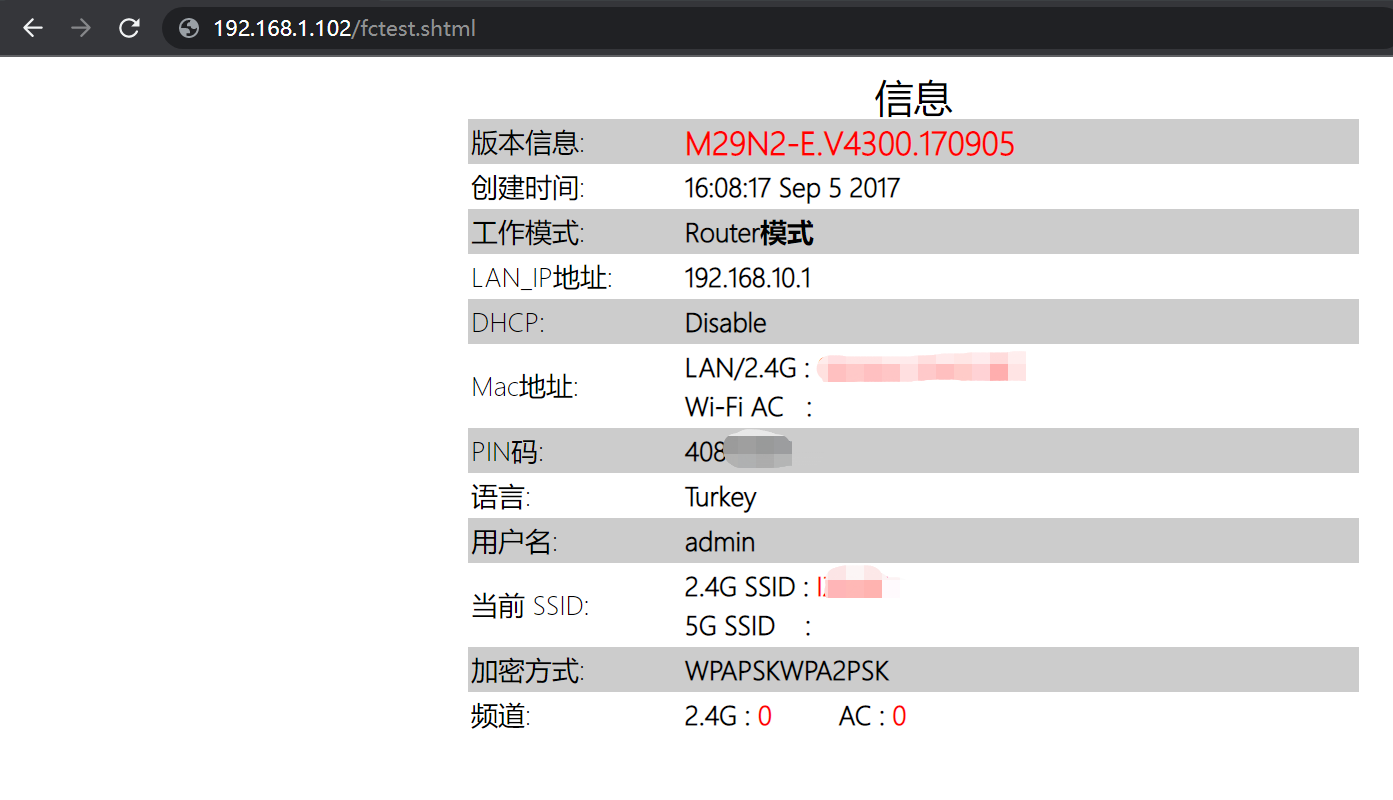 192.168.1.102/fctest.shtml
信息
版本信息: M29N2-E.V4300.170905
创建时间: 16:08:17 Sep 5 2017
工作模式: Router模式
LAN_IP地址: 192.168.10.1
DHCP: Disable
Mac地址: LAN/2.4G :
Wi-Fi AC :
PIN码: 408
语言: Turkey
用户名: admin
当前 SSID: 2.4G SSID :
5G SSID :
加密方式: WPAPSKWPA2PSK
频道: 2.4G : 0 AC : 0